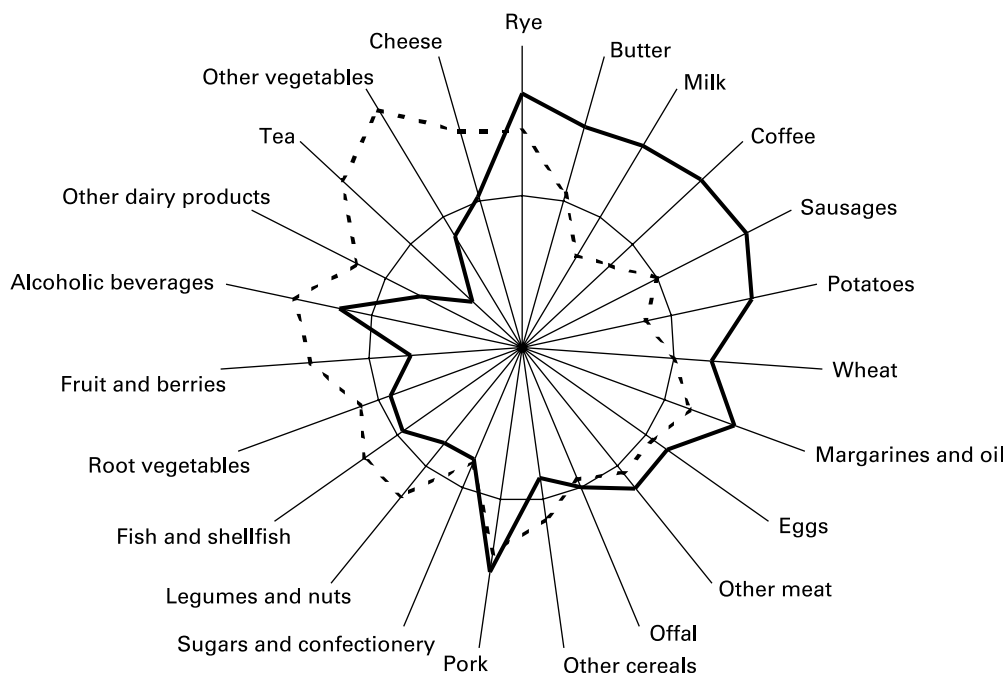 Rye
Butter
Milk
Coffee
Sausages
Potatoes
Wheat
Margarines and oil
Eggs
Other meat
Offal
Other cereals
Pork
Sugars and confectionery
Legumes and nuts
Fish and shellfish
Root vegetables
Fruit and berries
Alcoholic beverages
Other dairy products
Tea
Other vegetables
Cheese